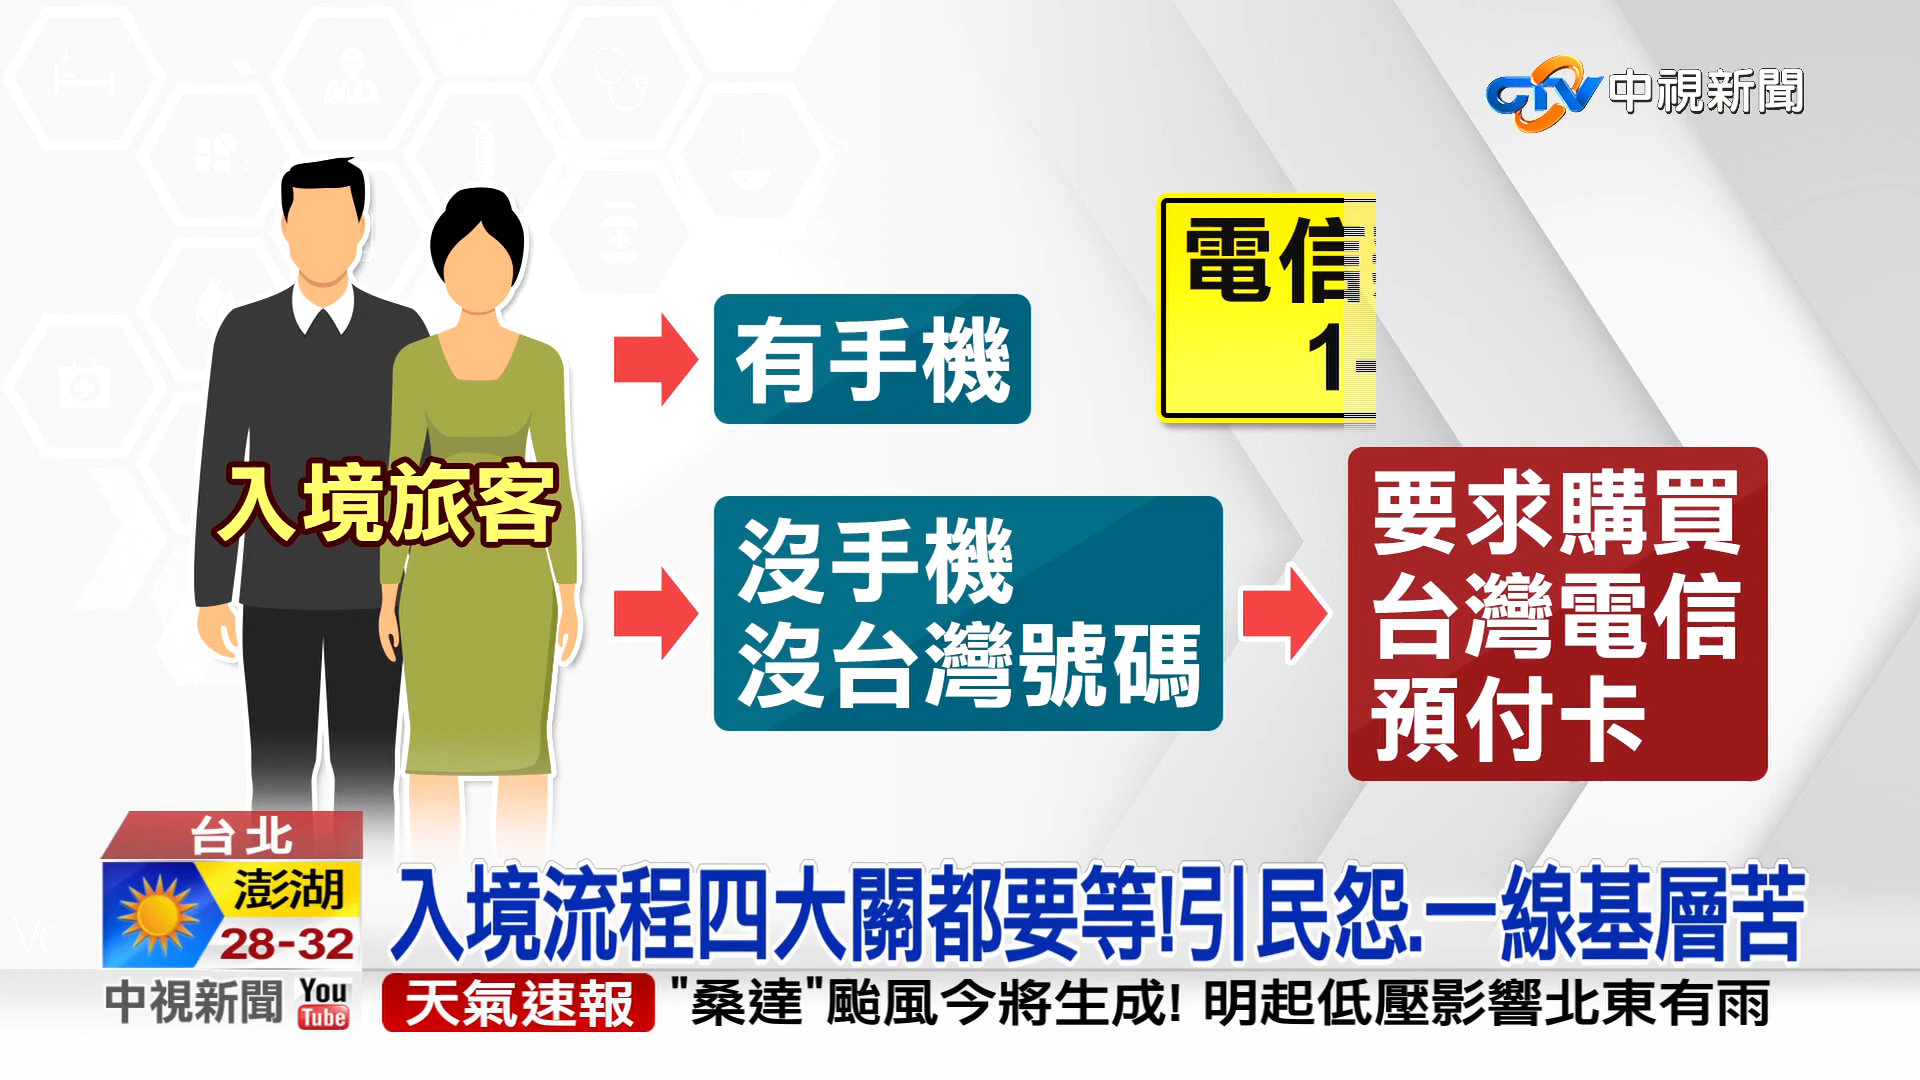 CTV 中視新聞
電信
1-
有手機
入境旅客
沒手機
沒台灣號碼
要求購買
台灣電信
預付卡
台北
澎湖
28-32
入境流程四大關都要等!引民怨.一線基層苦
中視新聞 You Tube
天氣速報 "桑達"颱風今將生成! 明起低壓影響北東有雨